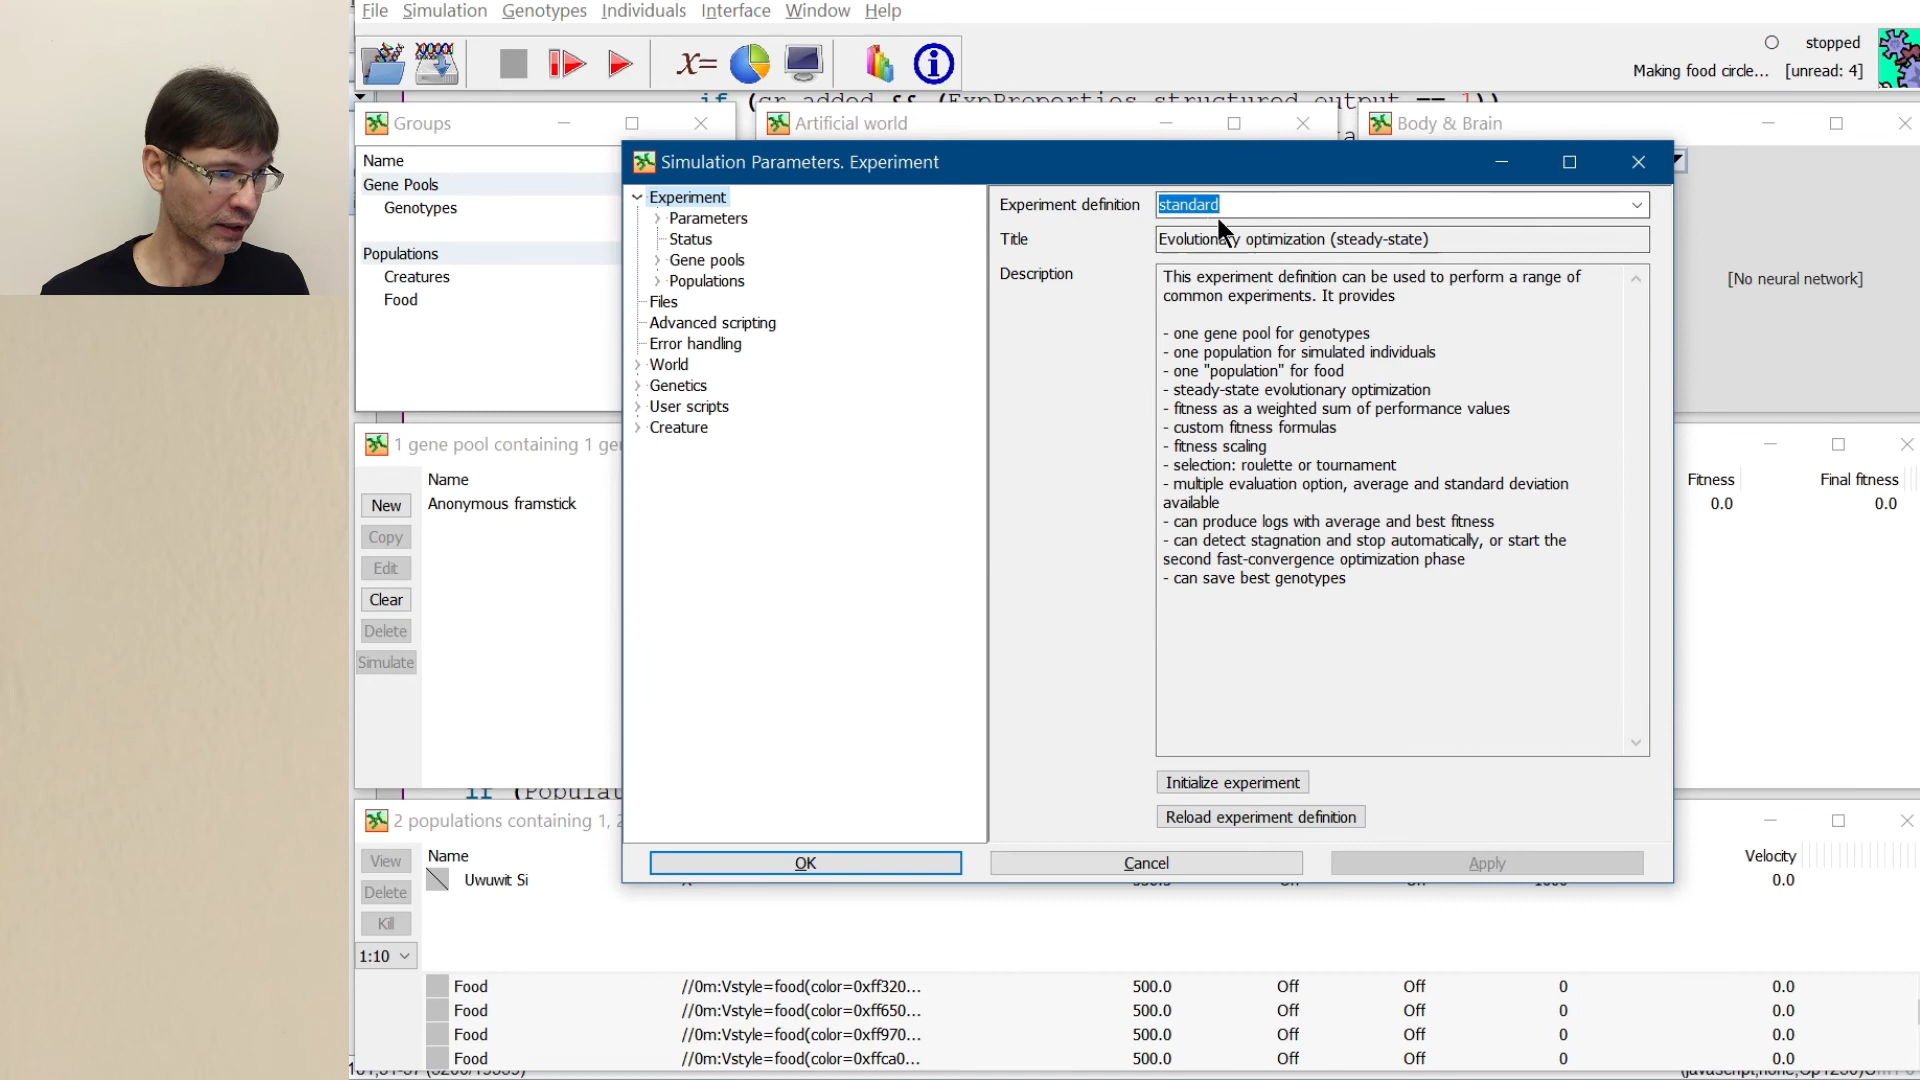 File Simulation Genotypes Individuals Interface Window Help
stopped
x=
Making food circle... [unread: 4]
Groups
Artificial world
Body & Brain
Name
Gene Pools
Genotypes
Populations
Creatures
Food
Simulation Parameters. Experiment
Experiment
Parameters
Status
Gene pools
Populations
Files
Advanced scripting
Error handling
World
Genetics
User scripts
Creature
Experiment definition standard
Title Evolutionary optimization (steady-state)
Description
This experiment definition can be used to perform a range of
common experiments. It provides
- one gene pool for genotypes
- one population for simulated individuals
- one "population" for food
- steady-state evolutionary optimization
- fitness as a weighted sum of performance values
- custom fitness formulas
- fitness scaling
- selection: roulette or tournament
- multiple evaluation option, average and standard deviation
available
- can produce logs with average and best fitness
- can detect stagnation and stop automatically, or start the
second fast-convergence optimization phase
- can save best genotypes
Initialize experiment
Reload experiment definition
OK Cancel Apply
[No neural network]
1 gene pool containing 1
Name Fitness Final fitness
Anonymous framstick 0.0 0.0
New
Copy
Edit
Clear
Delete
Simulate
2 populations containing 1, 2
Name Velocity
Uwuwit Si 0.0
View
Delete
Kill
1:10
Food //0m:Vstyle=food(color=0xff320... 500.0 Off Off 0 0.0
Food //0m:Vstyle=food(color=0xff650... 500.0 Off Off 0 0.0
Food //0m:Vstyle=food(color=0xff970... 500.0 Off Off 0 0.0
Food //0m:Vstyle=food(color=0xffca0... 500.0 Off Off 0 0.0